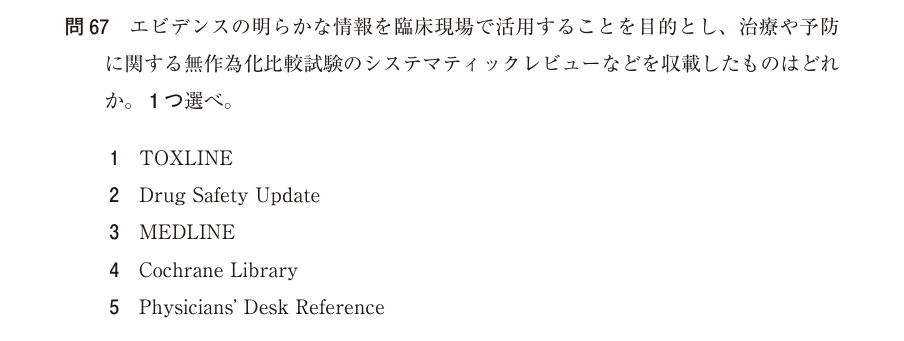 問67 エビデンスの明らかな情報を臨床現場で活用することを目的とし、治療や予防
に関する無作為化比較試験のシステマティックレビューなどを収載したものはどれ
か。1つ選べ。
1 TOXLINE
2 Drug Safety Update
3 MEDLINE
4 Cochrane Library
5 Physicians’ Desk Reference